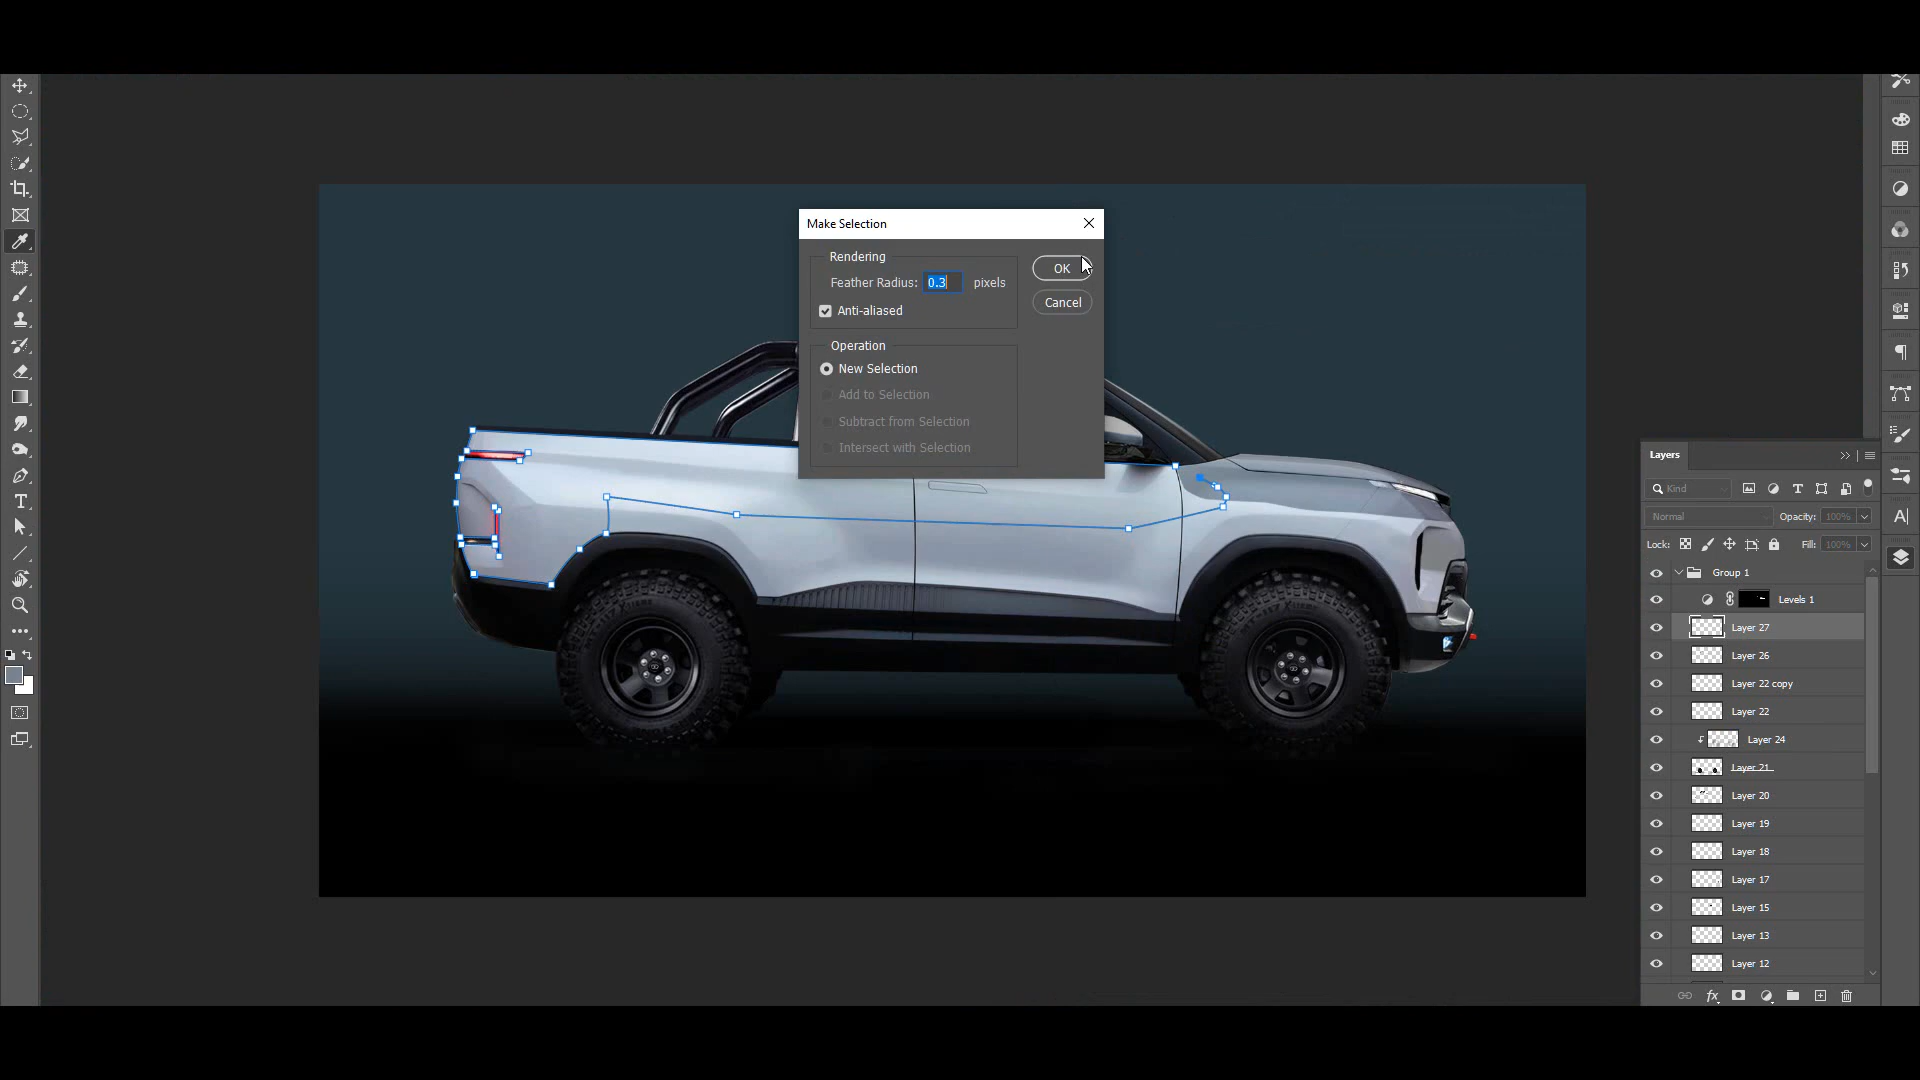 Make Selection
Rendering
OK
Feather Radius: 0.3 pixels
Cancel
Anti-aliased
Operation
New Selection
Add to Selection
Subtract from Selection
Intersect with Selection
Layers
Kind
Normal
Opacity: 100%
Lock:
Fill: 100%
Group 1
Levels 1
Layer 27
Layer 26
Layer 22 copy
Layer 22
Layer 24
Layer 21
Layer 20
Layer 19
Layer 18
Layer 17
Layer 15
Layer 13
Layer 12